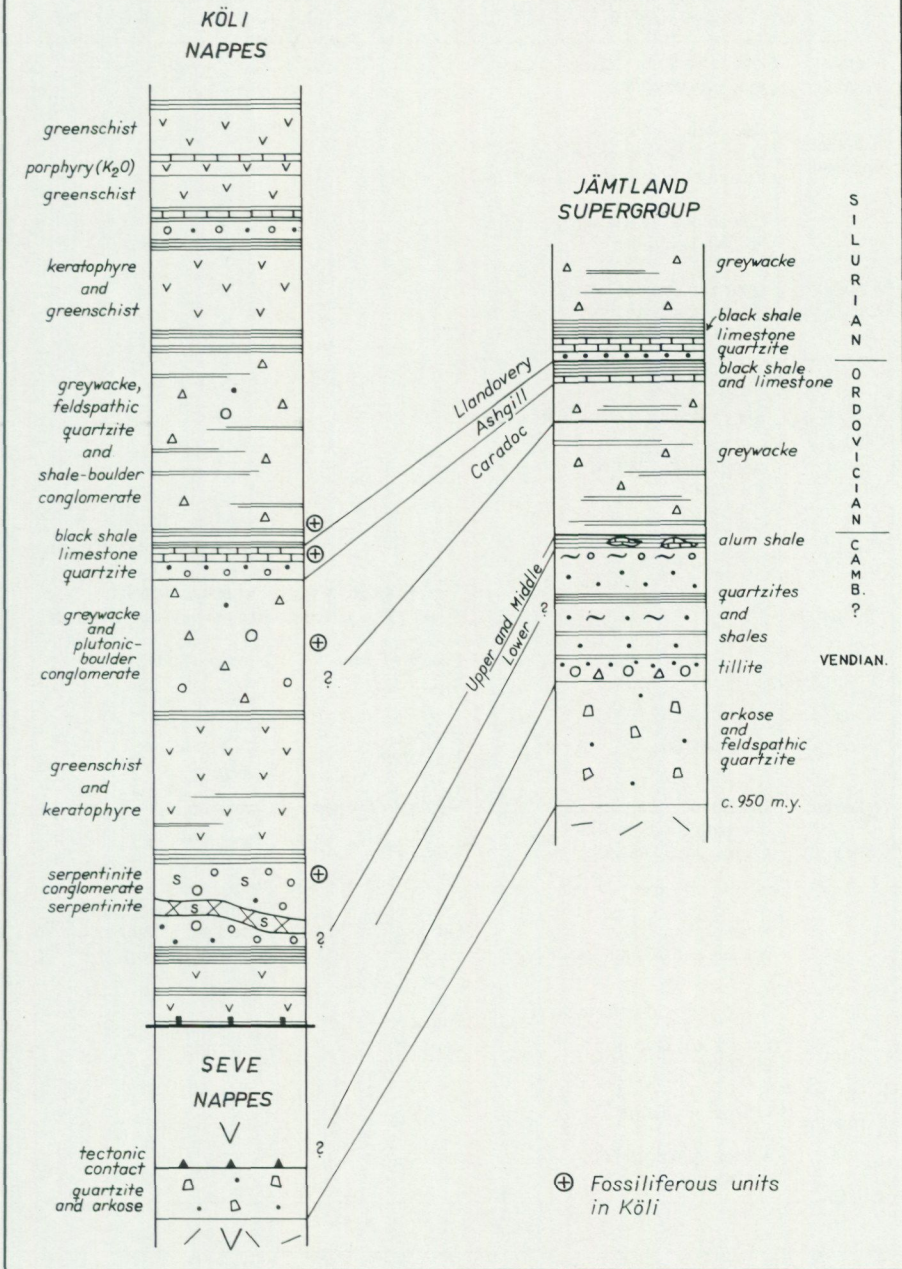 KÖLI
NAPPES
greenschist
porphyry (K₂O)
greenschist
keratophyre
and
greenschist
greywacke,
feldspathic
quartzite
and
shale-boulder
conglomerate
black shale
limestone
quartzite
greywacke
and
plutonic-
boulder
conglomerate
greenschist
and
keratophyre
serpentinite
conglomerate
serpentinite
S
S
S
S
SEVE
NAPPES
tectonic
contact
quartzite
and arkose
Llandovery
Ashgill
Caradoc
?
Upper and Middle
Lower ?
?
?
JÄMTLAND
SUPERGROUP
greywacke
black shale
limestone
quartzite
black shale
and limestone
greywacke
alum shale
quartzites
and
shales
tillite
arkose
and
feldspathic
quartzite
c. 950 m.y.
SILURIAN
ORDOVICIAN
CAMB.
?
VENDIAN.
⊕ Fossiliferous units
in Köli